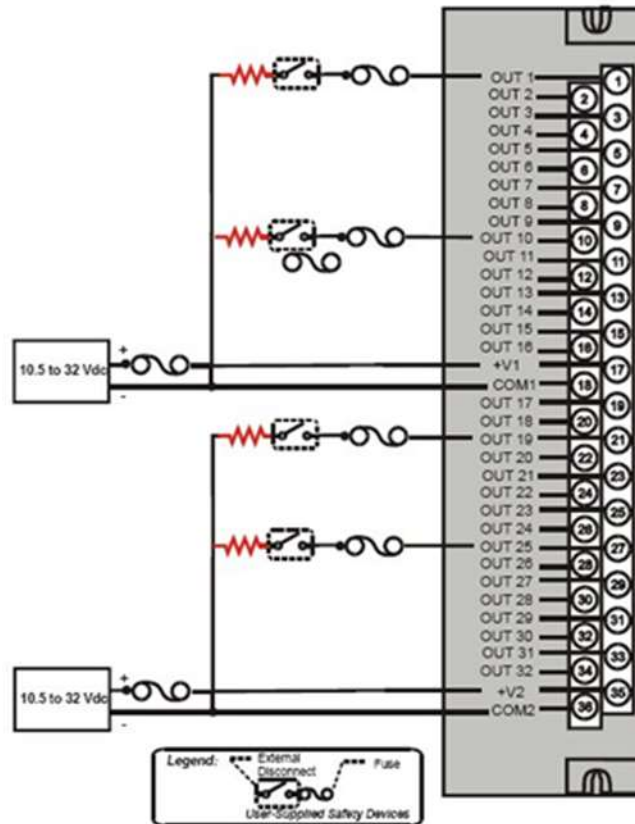 OUT 1
OUT 2
OUT 3
OUT 4
OUT 5
OUT 6
OUT 7
OUT 8
OUT 9
OUT 10
OUT 11
OUT 12
OUT 13
OUT 14
OUT 15
OUT 16
+V1
COM1
OUT 17
OUT 18
OUT 19
OUT 20
OUT 21
OUT 22
OUT 23
OUT 24
OUT 25
OUT 26
OUT 27
OUT 28
OUT 29
OUT 30
OUT 31
OUT 32
+V2
COM2
1
2
3
4
5
6
7
8
9
10
11
12
13
14
15
16
17
18
19
20
21
22
23
24
25
26
27
28
29
30
31
32
33
34
35
36
10.5 to 32 Vdc
+
-
10.5 to 32 Vdc
+
-
Legend:
External
Disconnect
Fuse
User-Supplied Safety Devices